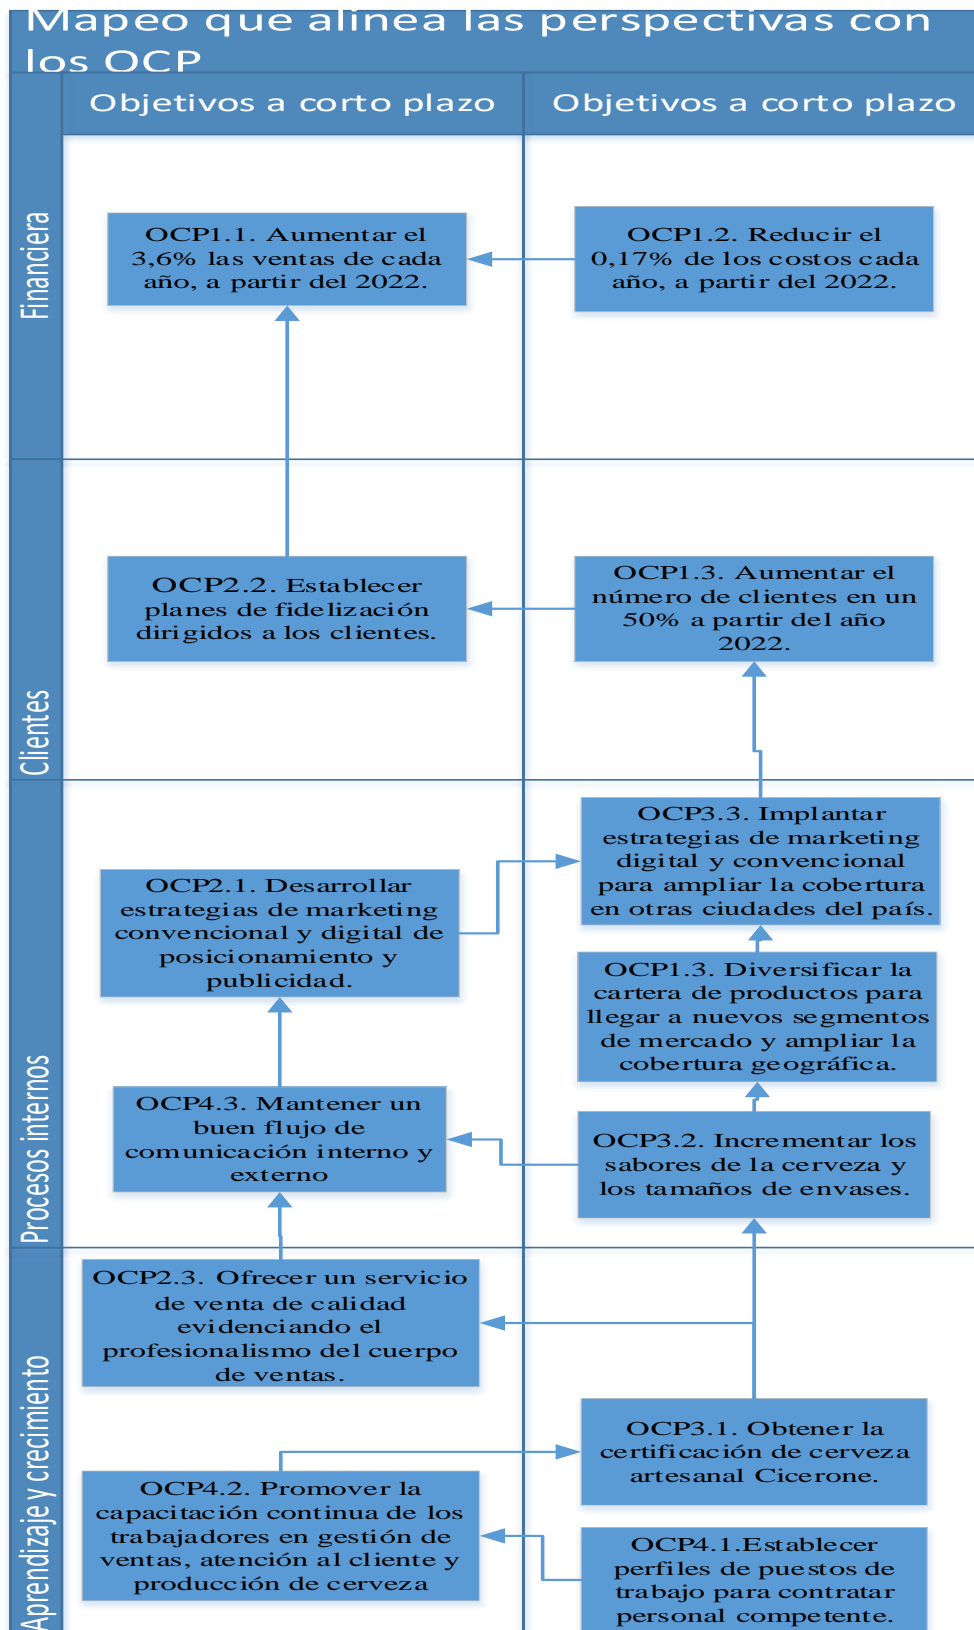 Mapeo que alinea las perspectivas con
los OCP
Objetivos a corto plazo
Objetivos a corto plazo
Financiera
OCP1.1. Aumentar el
3,6% las ventas de cada
año, a partir del 2022.
OCP1.2. Reducir el
0,17% de los costos cada
año, a partir del 2022.
Clientes
OCP2.2. Establecer
planes de fidelización
dirigidos a los clientes.
OCP1.3. Aumentar el
número de clientes en un
50% a partir del año
2022.
Procesos internos
OCP2.1. Desarrollar
estrategias de marketing
convencional y digital de
posicionamiento y
publicidad.
OCP3.3. Implantar
estrategias de marketing
digital y convencional
para ampliar la cobertura
en otras ciudades del país.
OCP1.3. Diversificar la
cartera de productos para
llegar a nuevos segmentos
de mercado y ampliar la
cobertura geográfica.
OCP4.3. Mantener un
buen flujo de
comunicación interno y
externo
OCP3.2. Incrementar los
sabores de la cerveza y
los tamaños de envases.
Aprendizaje y crecimiento
OCP2.3. Ofrecer un servicio
de venta de calidad
evidenciando el
profesionalismo del cuerpo
de ventas.
OCP3.1. Obtener la
certificación de cerveza
artesanal Cicerone.
OCP4.2. Promover la
capacitación continua de los
trabajadores en gestión de
ventas, atención al cliente y
producción de cerveza
OCP4.1.Establecer
perfiles de puestos de
trabajo para contratar
personal competente.